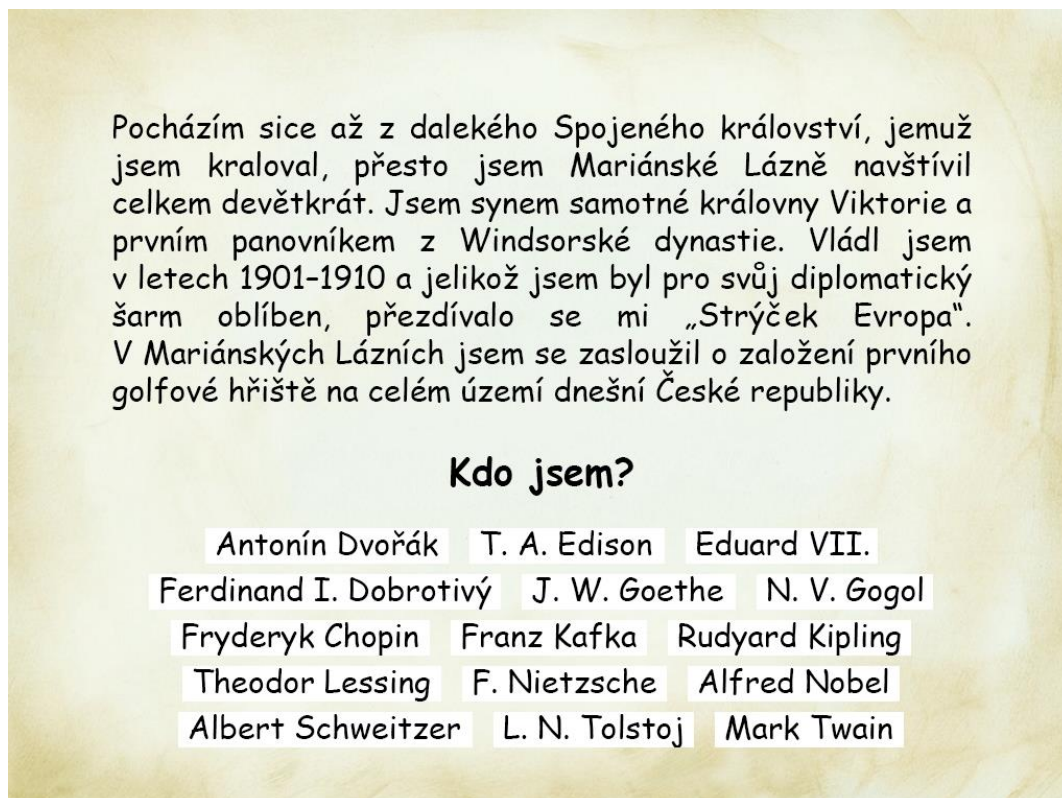 Pocházím sice až z dalekého Spojeného království, jemuž
jsem kraloval, přesto jsem Mariánské Lázně navštívil
celkem devětkrát. Jsem synem samotné královny Viktorie a
prvním panovníkem z Windsorské dynastie. Vládl jsem
v letech 1901–1910 a jelikož jsem byl pro svůj diplomatický
šarm oblíben, přezdívalo se mi „Strýček Evropa“.
V Mariánských Lázních jsem se zasloužil o založení prvního
golfové hřiště na celém území dnešní České republiky.
Kdo jsem?
Antonín Dvořák T. A. Edison Eduard VII.
Ferdinand I. Dobrotivý J. W. Goethe N. V. Gogol
Fryderyk Chopin Franz Kafka Rudyard Kipling
Theodor Lessing F. Nietzsche Alfred Nobel
Albert Schweitzer L. N. Tolstoj Mark Twain